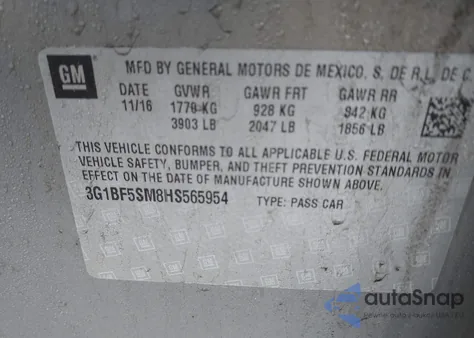 GM
MFD BY GENERAL MOTORS DE MEXICO, S. DE R.L. DE C.
DATE GVWR GAWR FRT GAWR RR
11/16 1770 KG 928 KG 842 KG
3903 LB 2047 LB 1856 LB
THIS VEHICLE CONFORMS TO ALL APPLICABLE U.S. FEDERAL MOTOR
VEHICLE SAFETY, BUMPER, AND THEFT PREVENTION STANDARDS IN
EFFECT ON THE DATE OF MANUFACTURE SHOWN ABOVE.
3G1BF5SM8HS565954 TYPE: PASS CAR
autoSnap